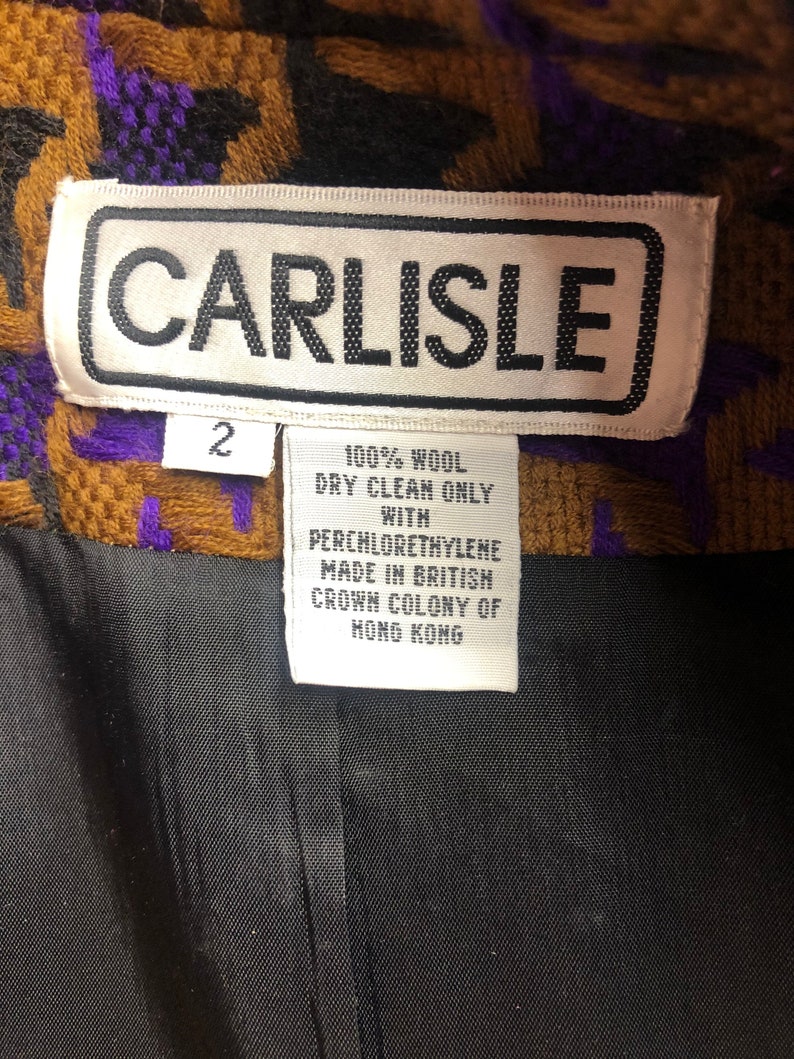 CARLISLE
2
100% WOOL
DRY CLEAN ONLY
WITH
PERCHLORETHYLENE
MADE IN BRITISH
CROWN COLONY OF
HONG KONG